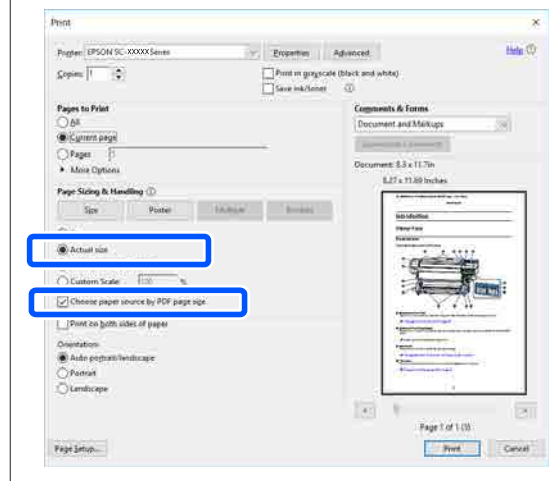 Print
Printer: EPSON SC-XXXXX Series
Properties
Advanced
Help
Copies: 1
Print in grayscale (black and white)
Save ink/toner
Pages to Print
All
Current page
Pages
More Options
Page Sizing & Handling
Size
Poster
Multiple
Booklet
Actual size
Custom Scale: 100 %
Choose paper source by PDF page size
Print on both sides of paper
Orientation:
Auto portrait/landscape
Portrait
Landscape
Comments & Forms
Document and Markups
Document: 8.3 x 11.7in
8.27 x 11.69 Inches
Introduction
Page 1 of 1
Page Setup...
Print
Cancel